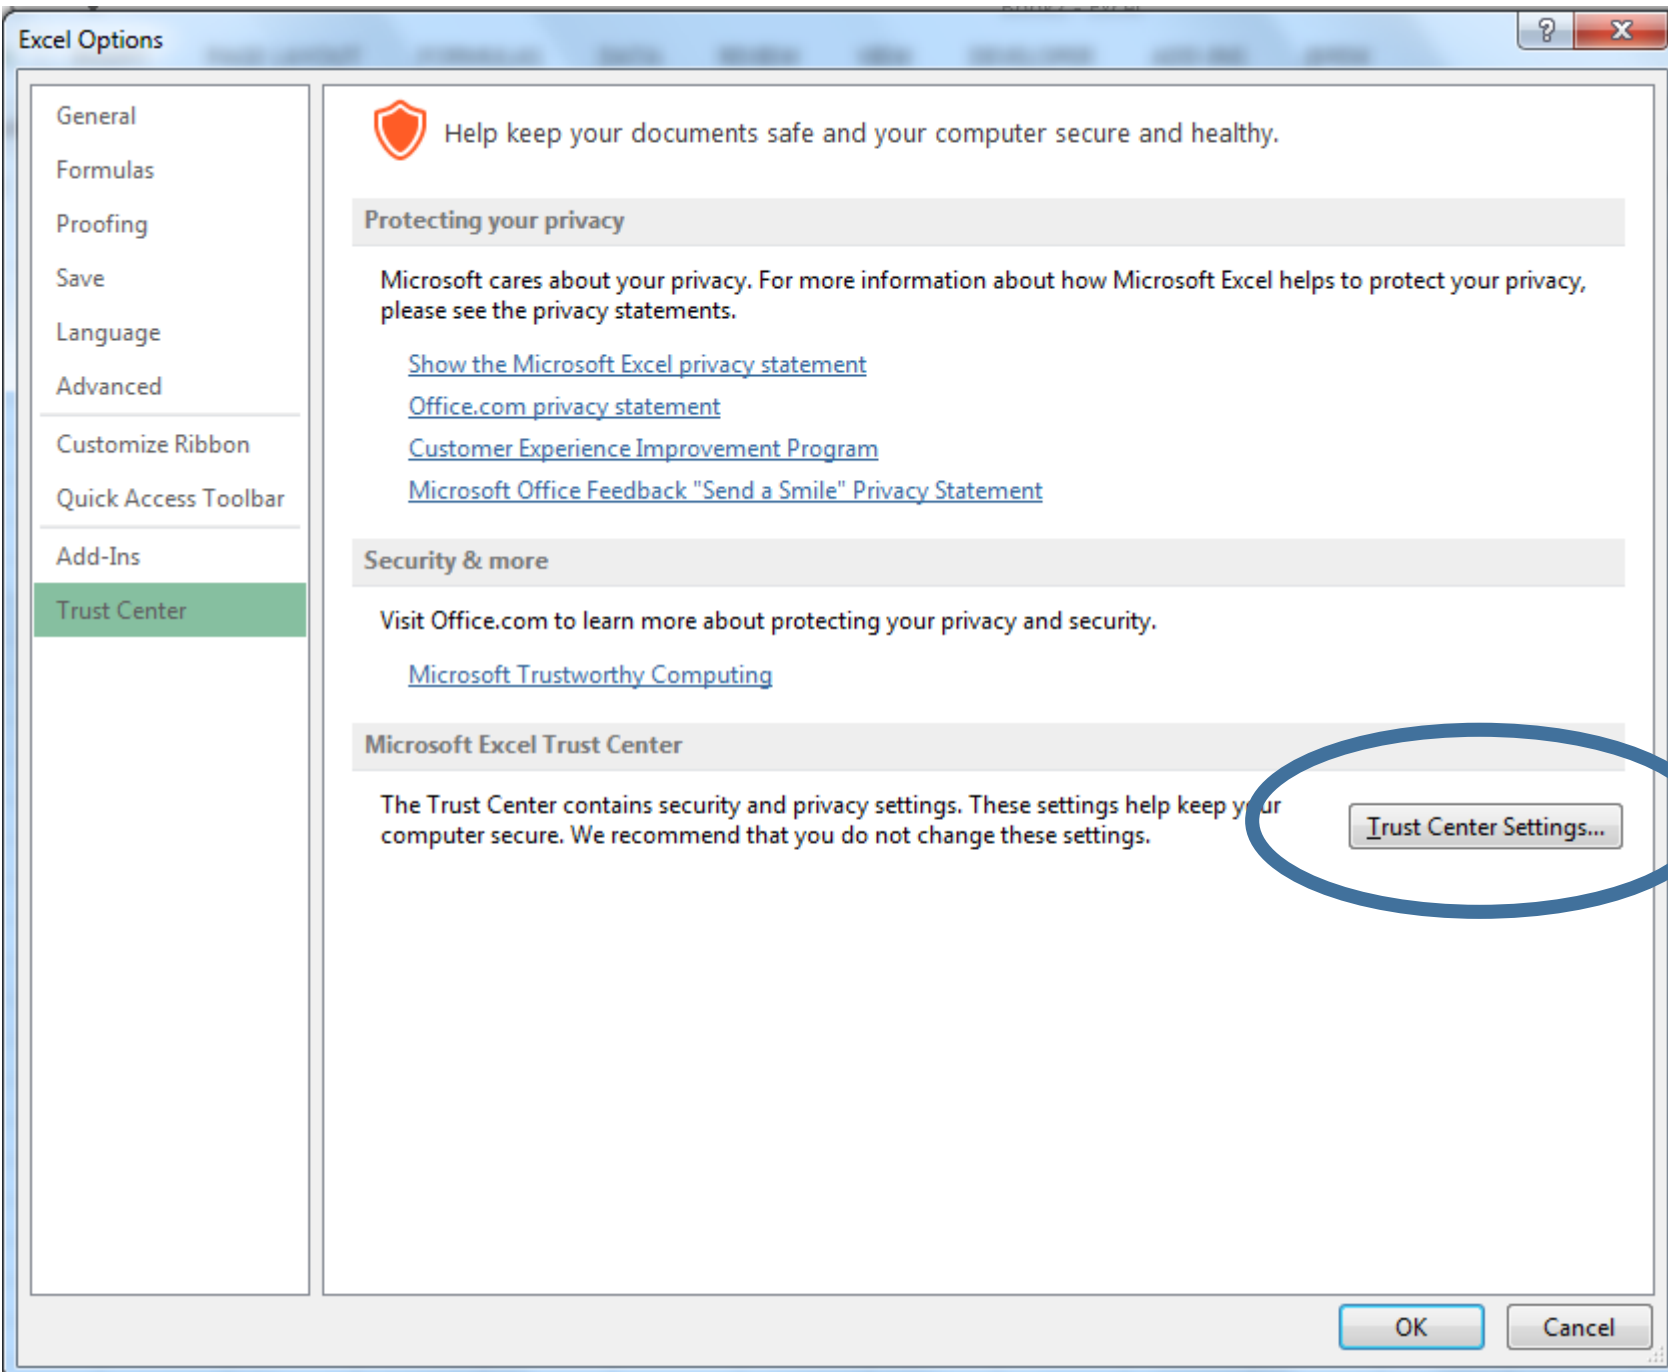 Excel Options
General
Formulas
Proofing
Save
Language
Advanced
Customize Ribbon
Quick Access Toolbar
Add-Ins
Trust Center
Help keep your documents safe and your computer secure and healthy.
Protecting your privacy
Microsoft cares about your privacy. For more information about how Microsoft Excel helps to protect your privacy,
please see the privacy statements.
Show the Microsoft Excel privacy statement
Office.com privacy statement
Customer Experience Improvement Program
Microsoft Office Feedback "Send a Smile" Privacy Statement
Security & more
Visit Office.com to learn more about protecting your privacy and security.
Microsoft Trustworthy Computing
Microsoft Excel Trust Center
The Trust Center contains security and privacy settings. These settings help keep your
computer secure. We recommend that you do not change these settings.
Trust Center Settings...
OK
Cancel